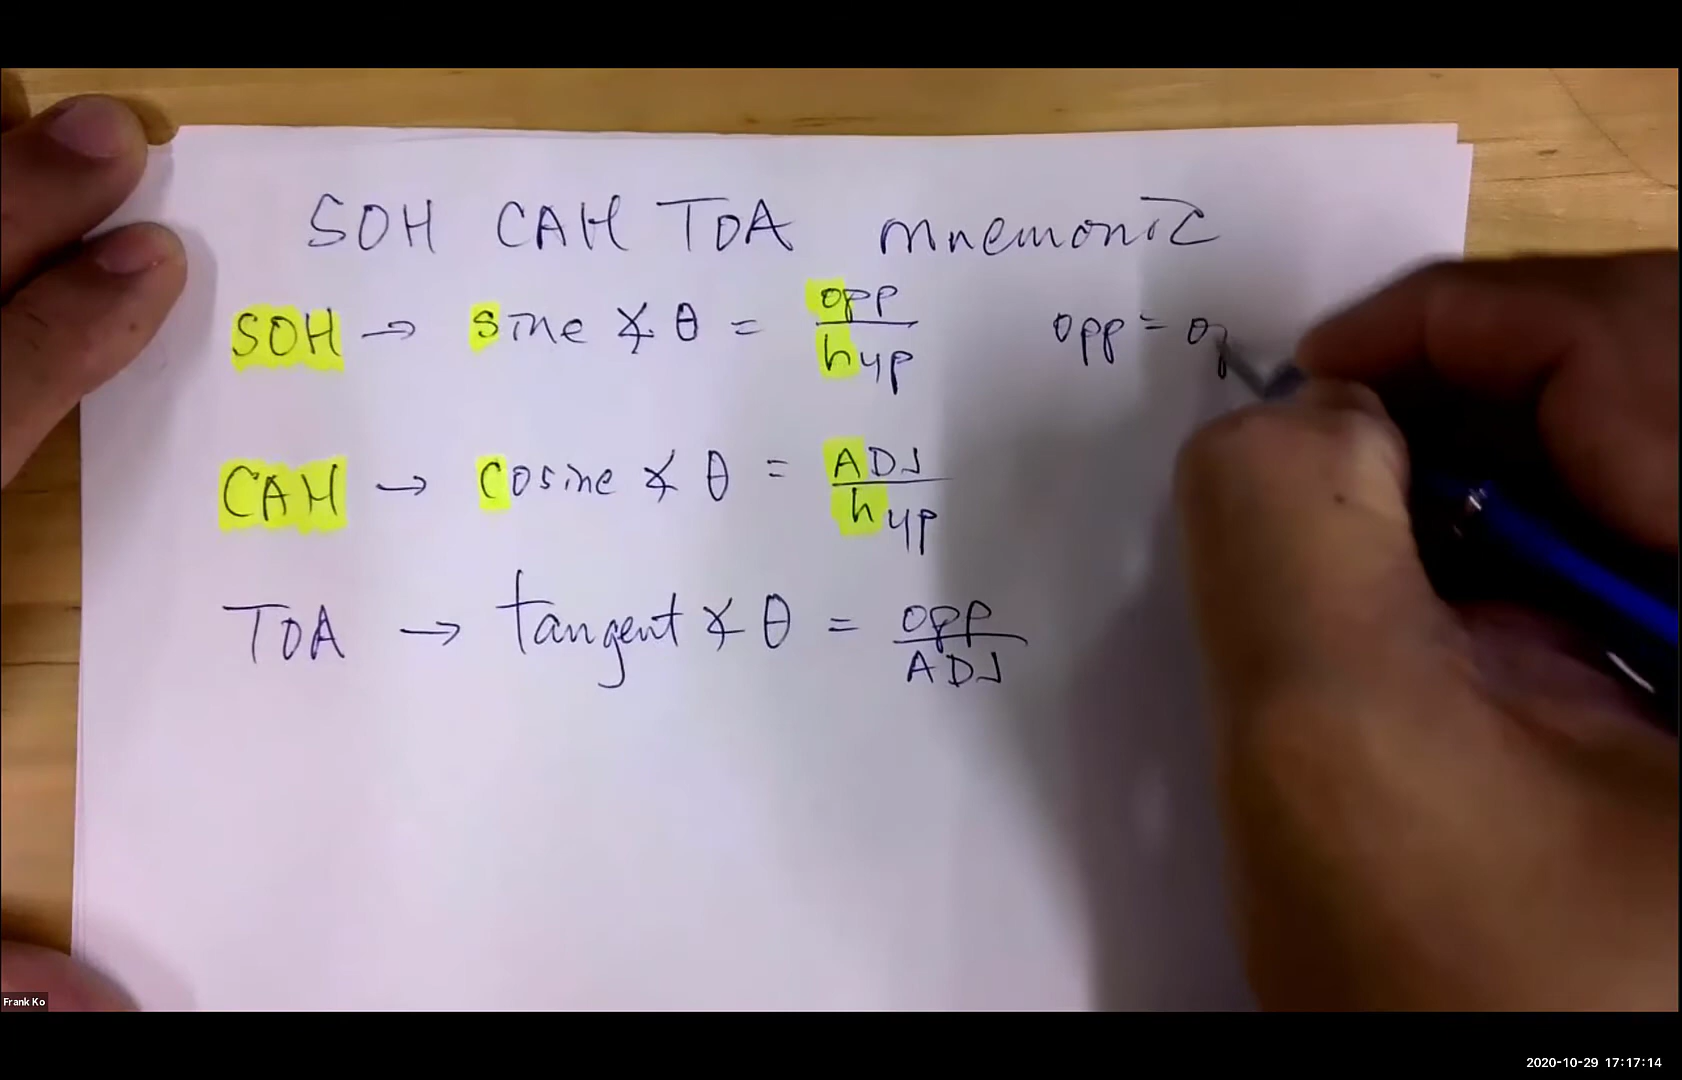 SOH CAH TOA mnemonic
SOH → sine ∡ θ = opp/hyp
opp = op
CAH → cosine ∡ θ = ADJ/hyp
TOA → tangent ∡ θ = opp/ADJ
Frank Ko
2020-10-29 17:17:14